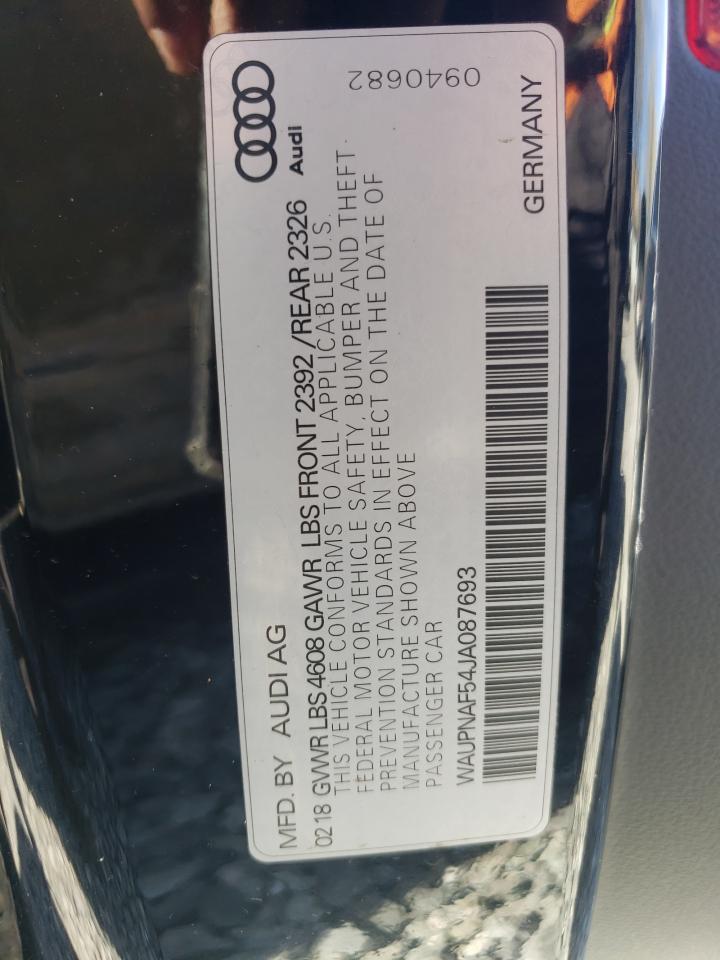 MFD. BY AUDI AG
Audi
02 18 GVWR LBS 4608 GAWR LBS FRONT 2392 /REAR 2326
THIS VEHICLE CONFORMS TO ALL APPLICABLE U.S.
FEDERAL MOTOR VEHICLE SAFETY, BUMPER AND THEFT
PREVENTION STANDARDS IN EFFECT ON THE DATE OF
MANUFACTURE SHOWN ABOVE
PASSENGER CAR
0940682
WAUPNAF54JA087693
GERMANY